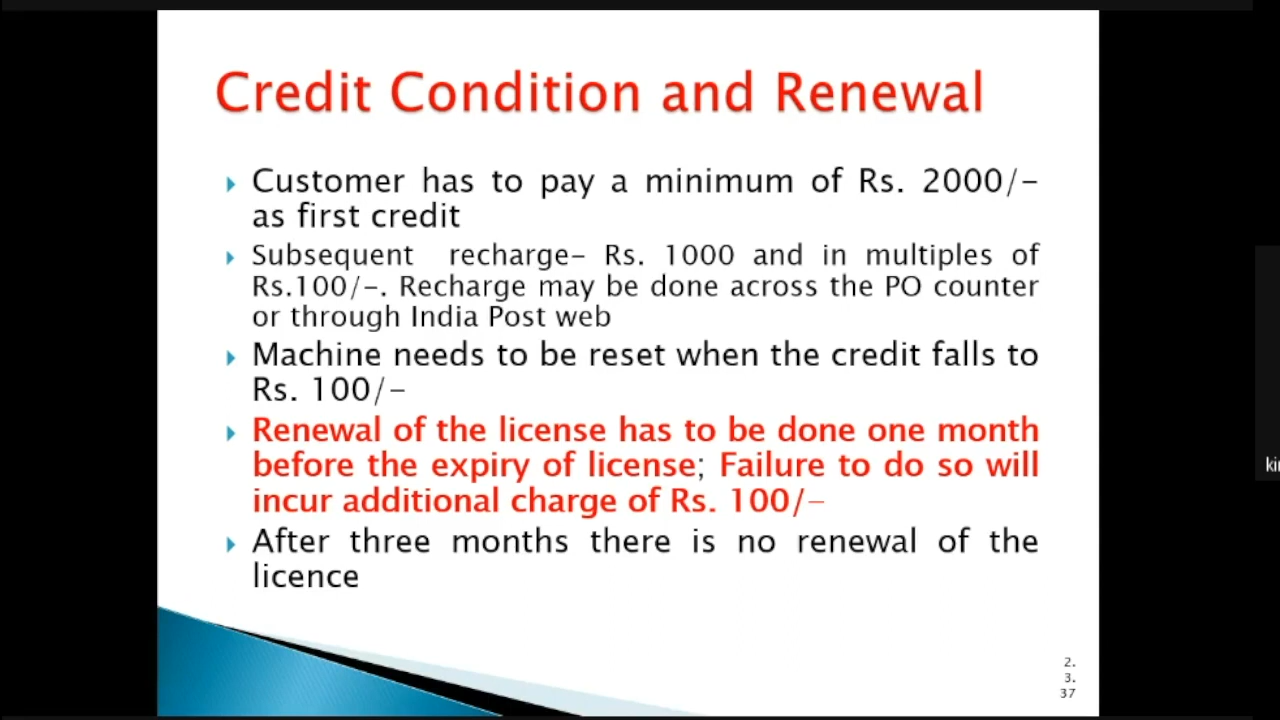 Credit Condition and Renewal
Customer has to pay a minimum of Rs. 2000/-
as first credit
Subsequent recharge- Rs. 1000 and in multiples of
Rs.100/-. Recharge may be done across the PO counter
or through India Post web
Machine needs to be reset when the credit falls to
Rs. 100/-
Renewal of the license has to be done one month
before the expiry of license; Failure to do so will
incur additional charge of Rs. 100/-
After three months there is no renewal of the
licence
2.
3.
37